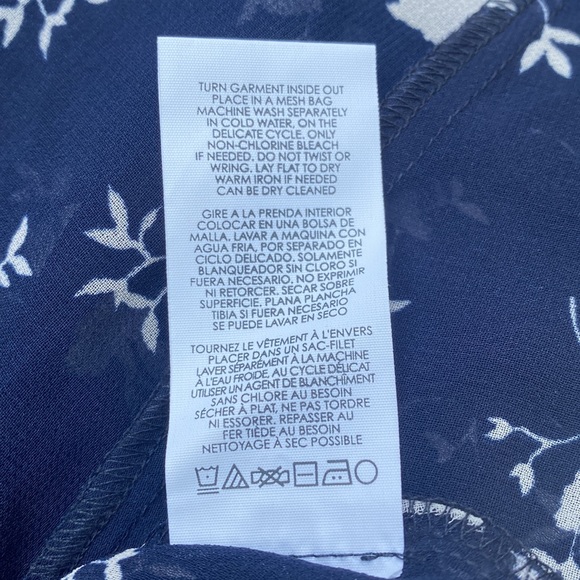 TURN GARMENT INSIDE OUT
PLACE IN A MESH BAG
MACHINE WASH SEPARATELY
IN COLD WATER, ON THE
DELICATE CYCLE. ONLY
NON-CHLORINE BLEACH
IF NEEDED. DO NOT TWIST OR
WRING. LAY FLAT TO DRY
WARM IRON IF NEEDED
CAN BE DRY CLEANED
GIRE A LA PRENDA INTERIOR
COLOCAR EN UNA BOLSA DE
MALLA. LAVAR A MAQUINA CON
AGUA FRIA, POR SEPARADO EN
CICLO DELICADO. SOLAMENTE
BLANQUEADOR SIN CLORO SI
FUERA NECESARIO. NO EXPRIMIR
NI RETORCER. SECAR SOBRE
SUPERFICIE. PLANA PLANCHA
TIBIA SI FUERA NECESARIO
SE PUEDE LAVAR EN SECO
TOURNEZ LE VÊTEMENT À L'ENVERS
PLACER DANS UN SAC-FILET
LAVER SÉPARÉMENT À LA MACHINE
À L'EAU FROIDE, AU CYCLE DÉLICAT
UTILISER UN AGENT DE BLANCHÎMENT
SANS CHLORE AU BESOIN
SÉCHER À PLAT, NE PAS TORDRE
NI ESSORER. REPASSER AU
FER TIÈDE AU BESOIN
NETTOYAGE À SEC POSSIBLE